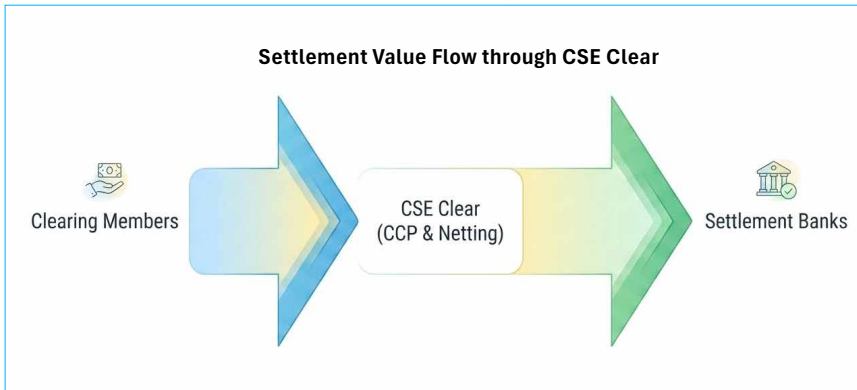 Settlement Value Flow through CSE Clear
Clearing Members
CSE Clear
(CCP & Netting)
Settlement Banks